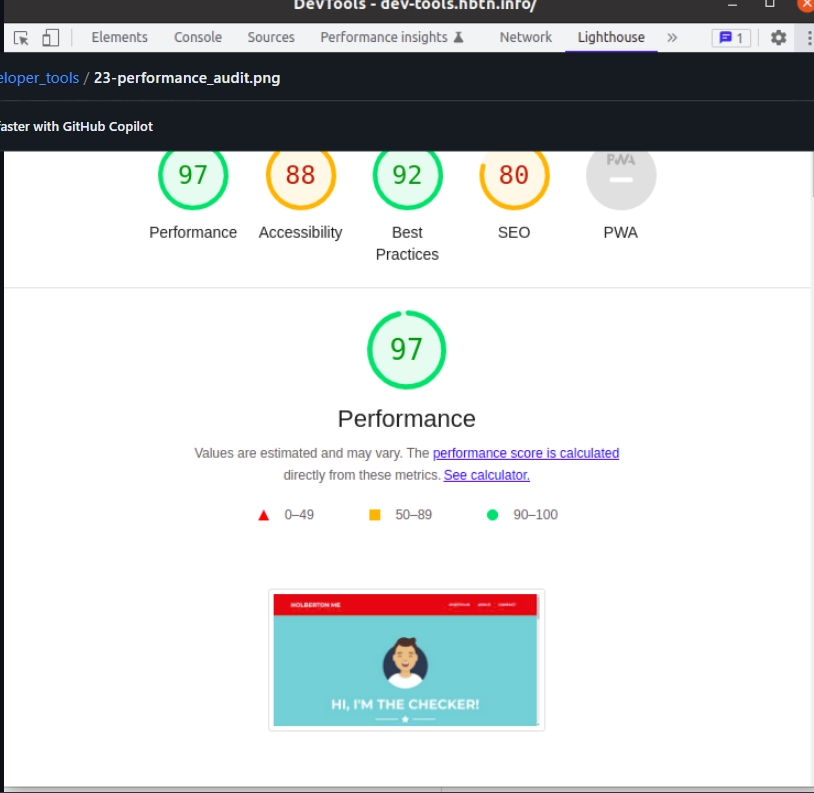 DevTools - dev-tools.hbtn.info/
Elements Console Sources Performance insights Network Lighthouse » 1
eloper_tools / 23-performance_audit.png
faster with GitHub Copilot
97 88 92 80 PWA
Performance Accessibility Best Practices SEO PWA
97
Performance
Values are estimated and may vary. The performance score is calculated
directly from these metrics. See calculator.
0–49 50–89 90–100
HOLBERTON ME PORTFOLIO ABOUT CONTACT
HI, I'M THE CHECKER!